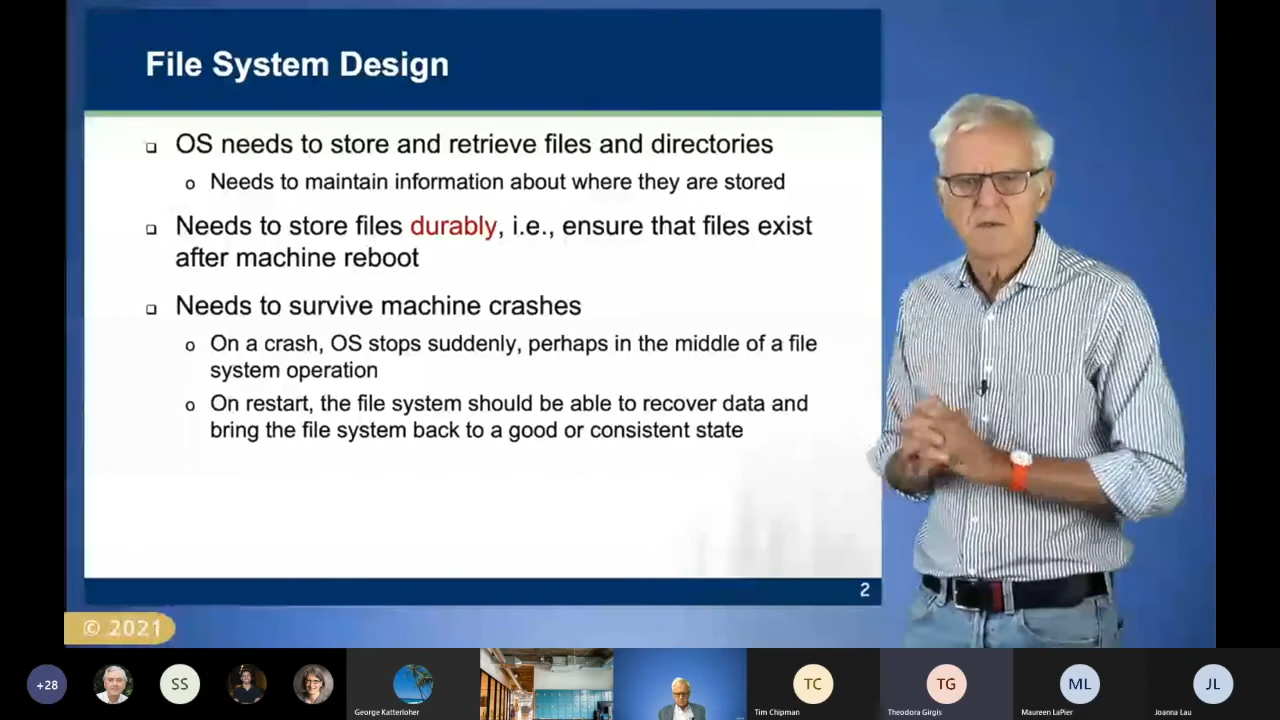 File System Design
OS needs to store and retrieve files and directories
Needs to maintain information about where they are stored
Needs to store files durably, i.e., ensure that files exist
after machine reboot
Needs to survive machine crashes
On a crash, OS stops suddenly, perhaps in the middle of a file
system operation
On restart, the file system should be able to recover data and
bring the file system back to a good or consistent state
2
© 2021
+28
SS
George Katterloher
TC
Tim Chipman
TG
Theodora Girgis
ML
Maureen LaPier
JL
Joanna Lau